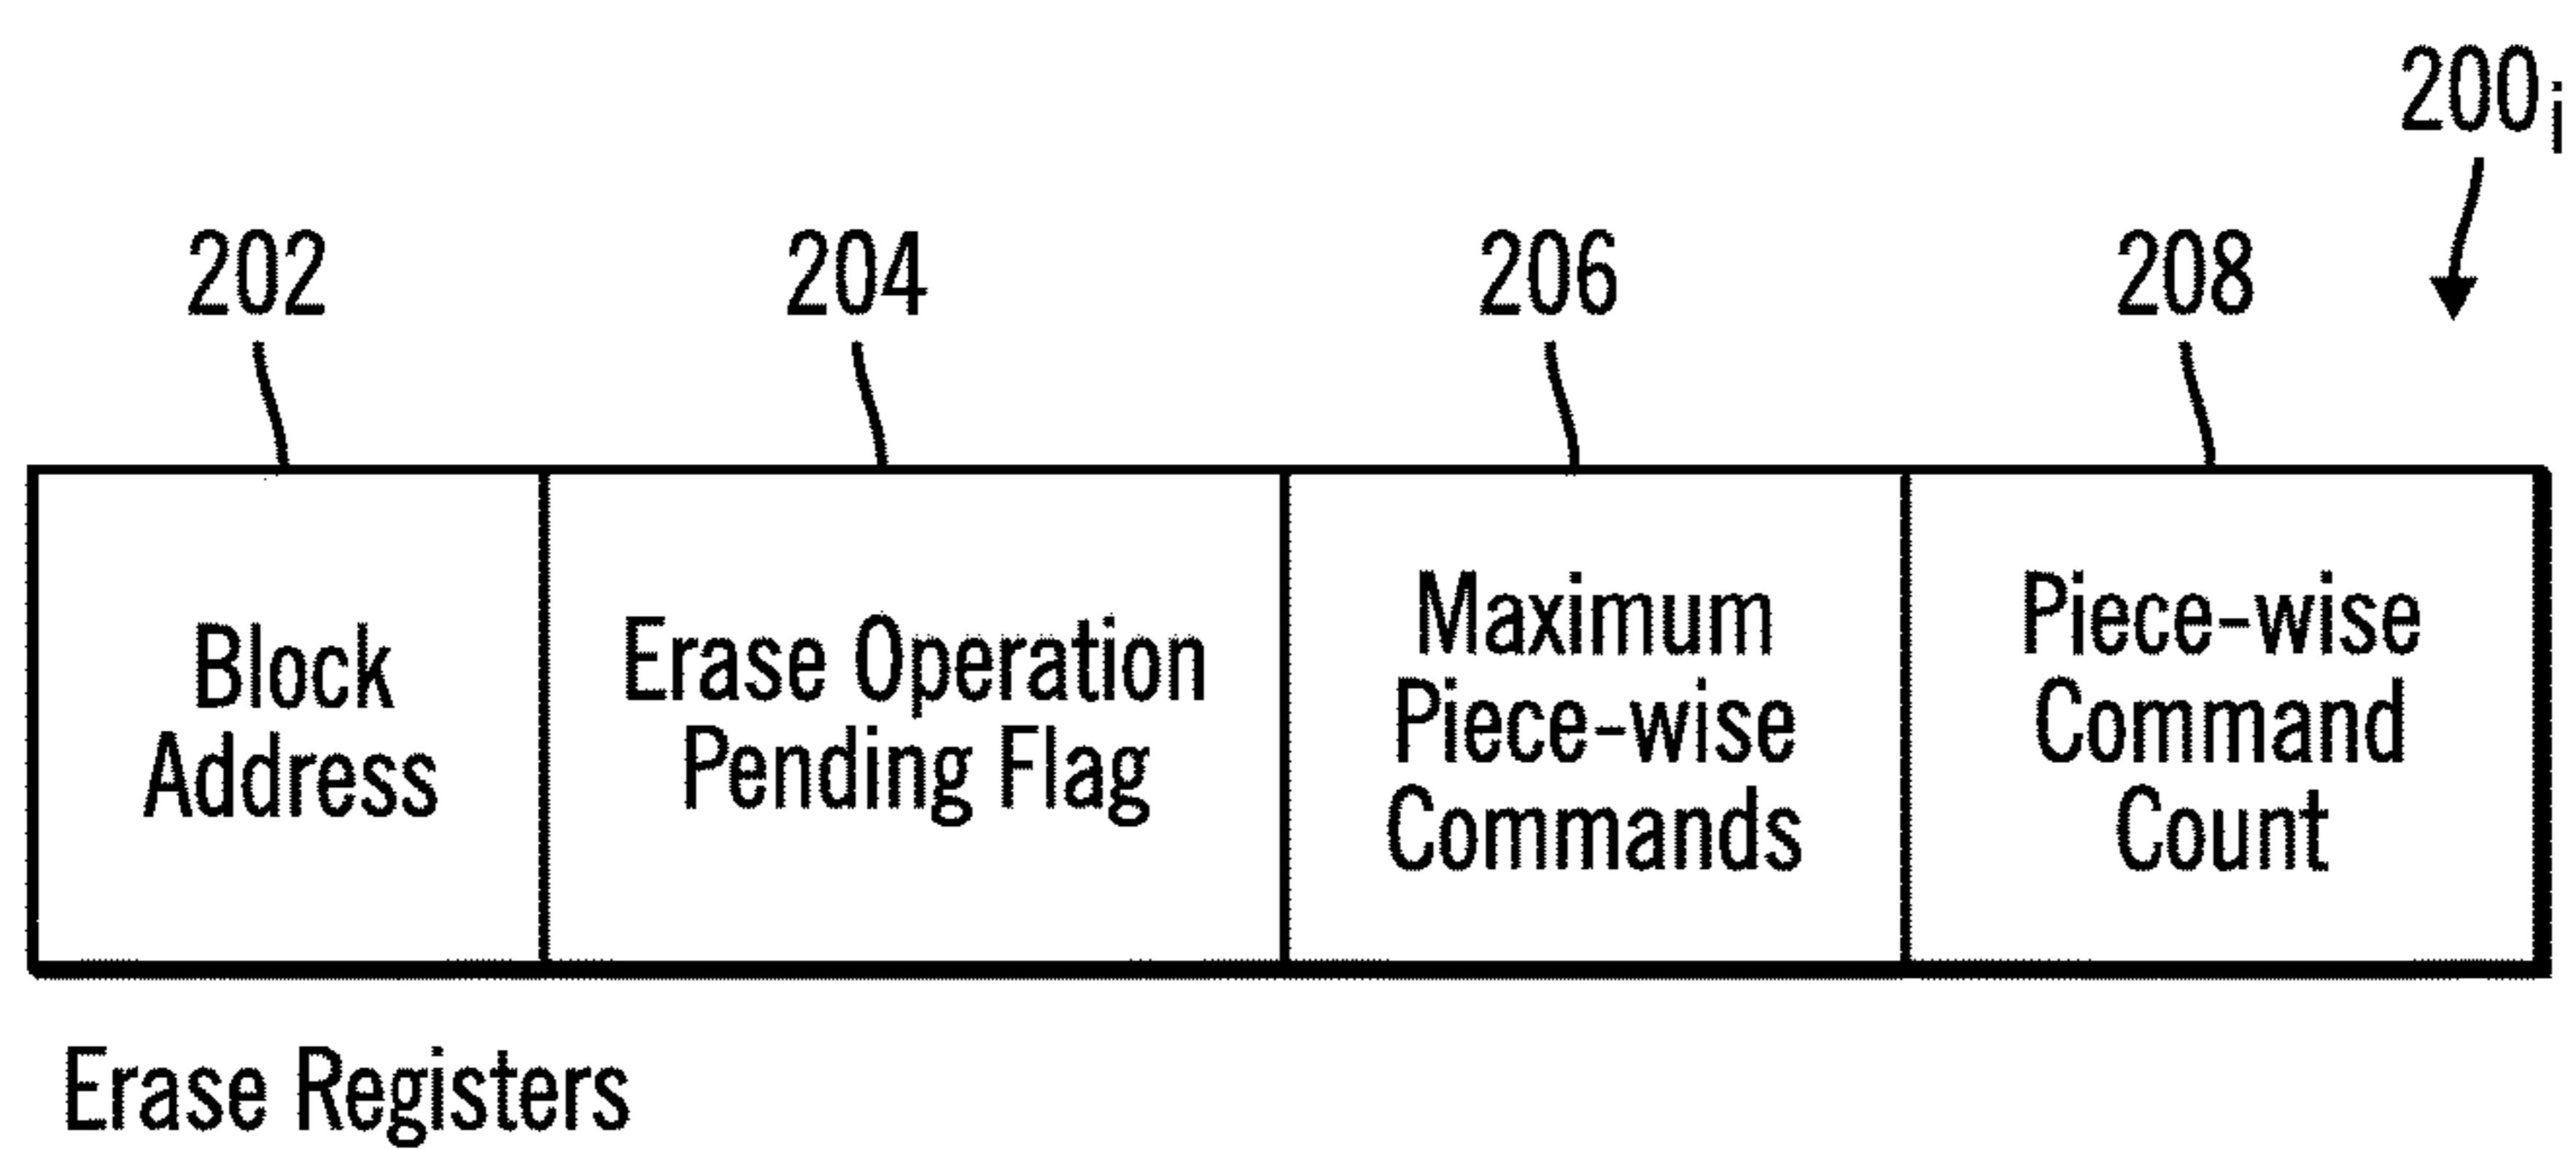 200i
202 204 206 208
Block
Address
Erase Operation
Pending Flag
Maximum
Piece-wise
Commands
Piece-wise
Command
Count
Erase Registers